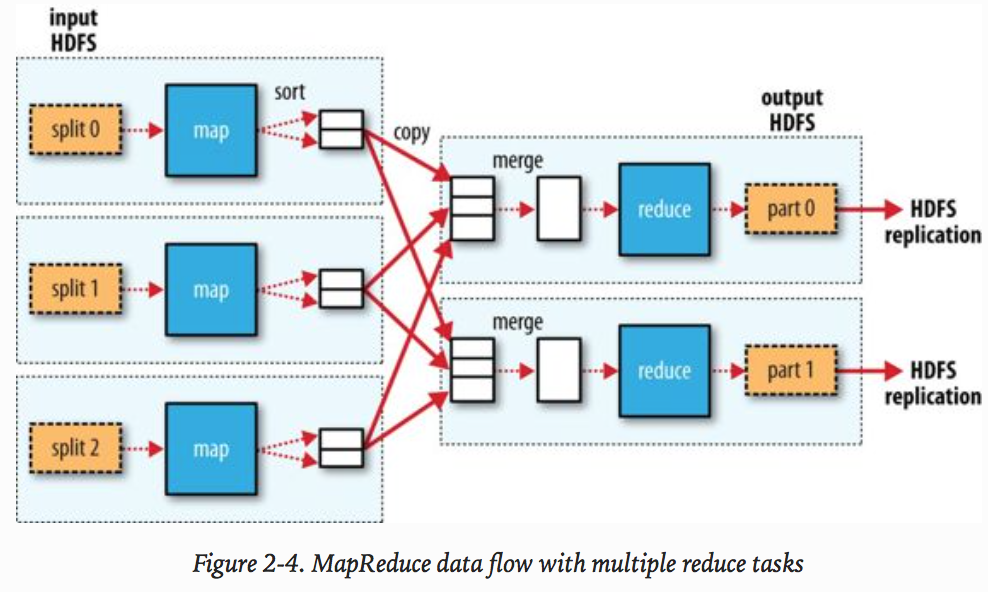 input
HDFS
split 0
map
sort
copy
split 1
map
split 2
map
output
HDFS
merge
reduce
part 0
HDFS
replication
merge
reduce
part 1
HDFS
replication
Figure 2-4. MapReduce data flow with multiple reduce tasks